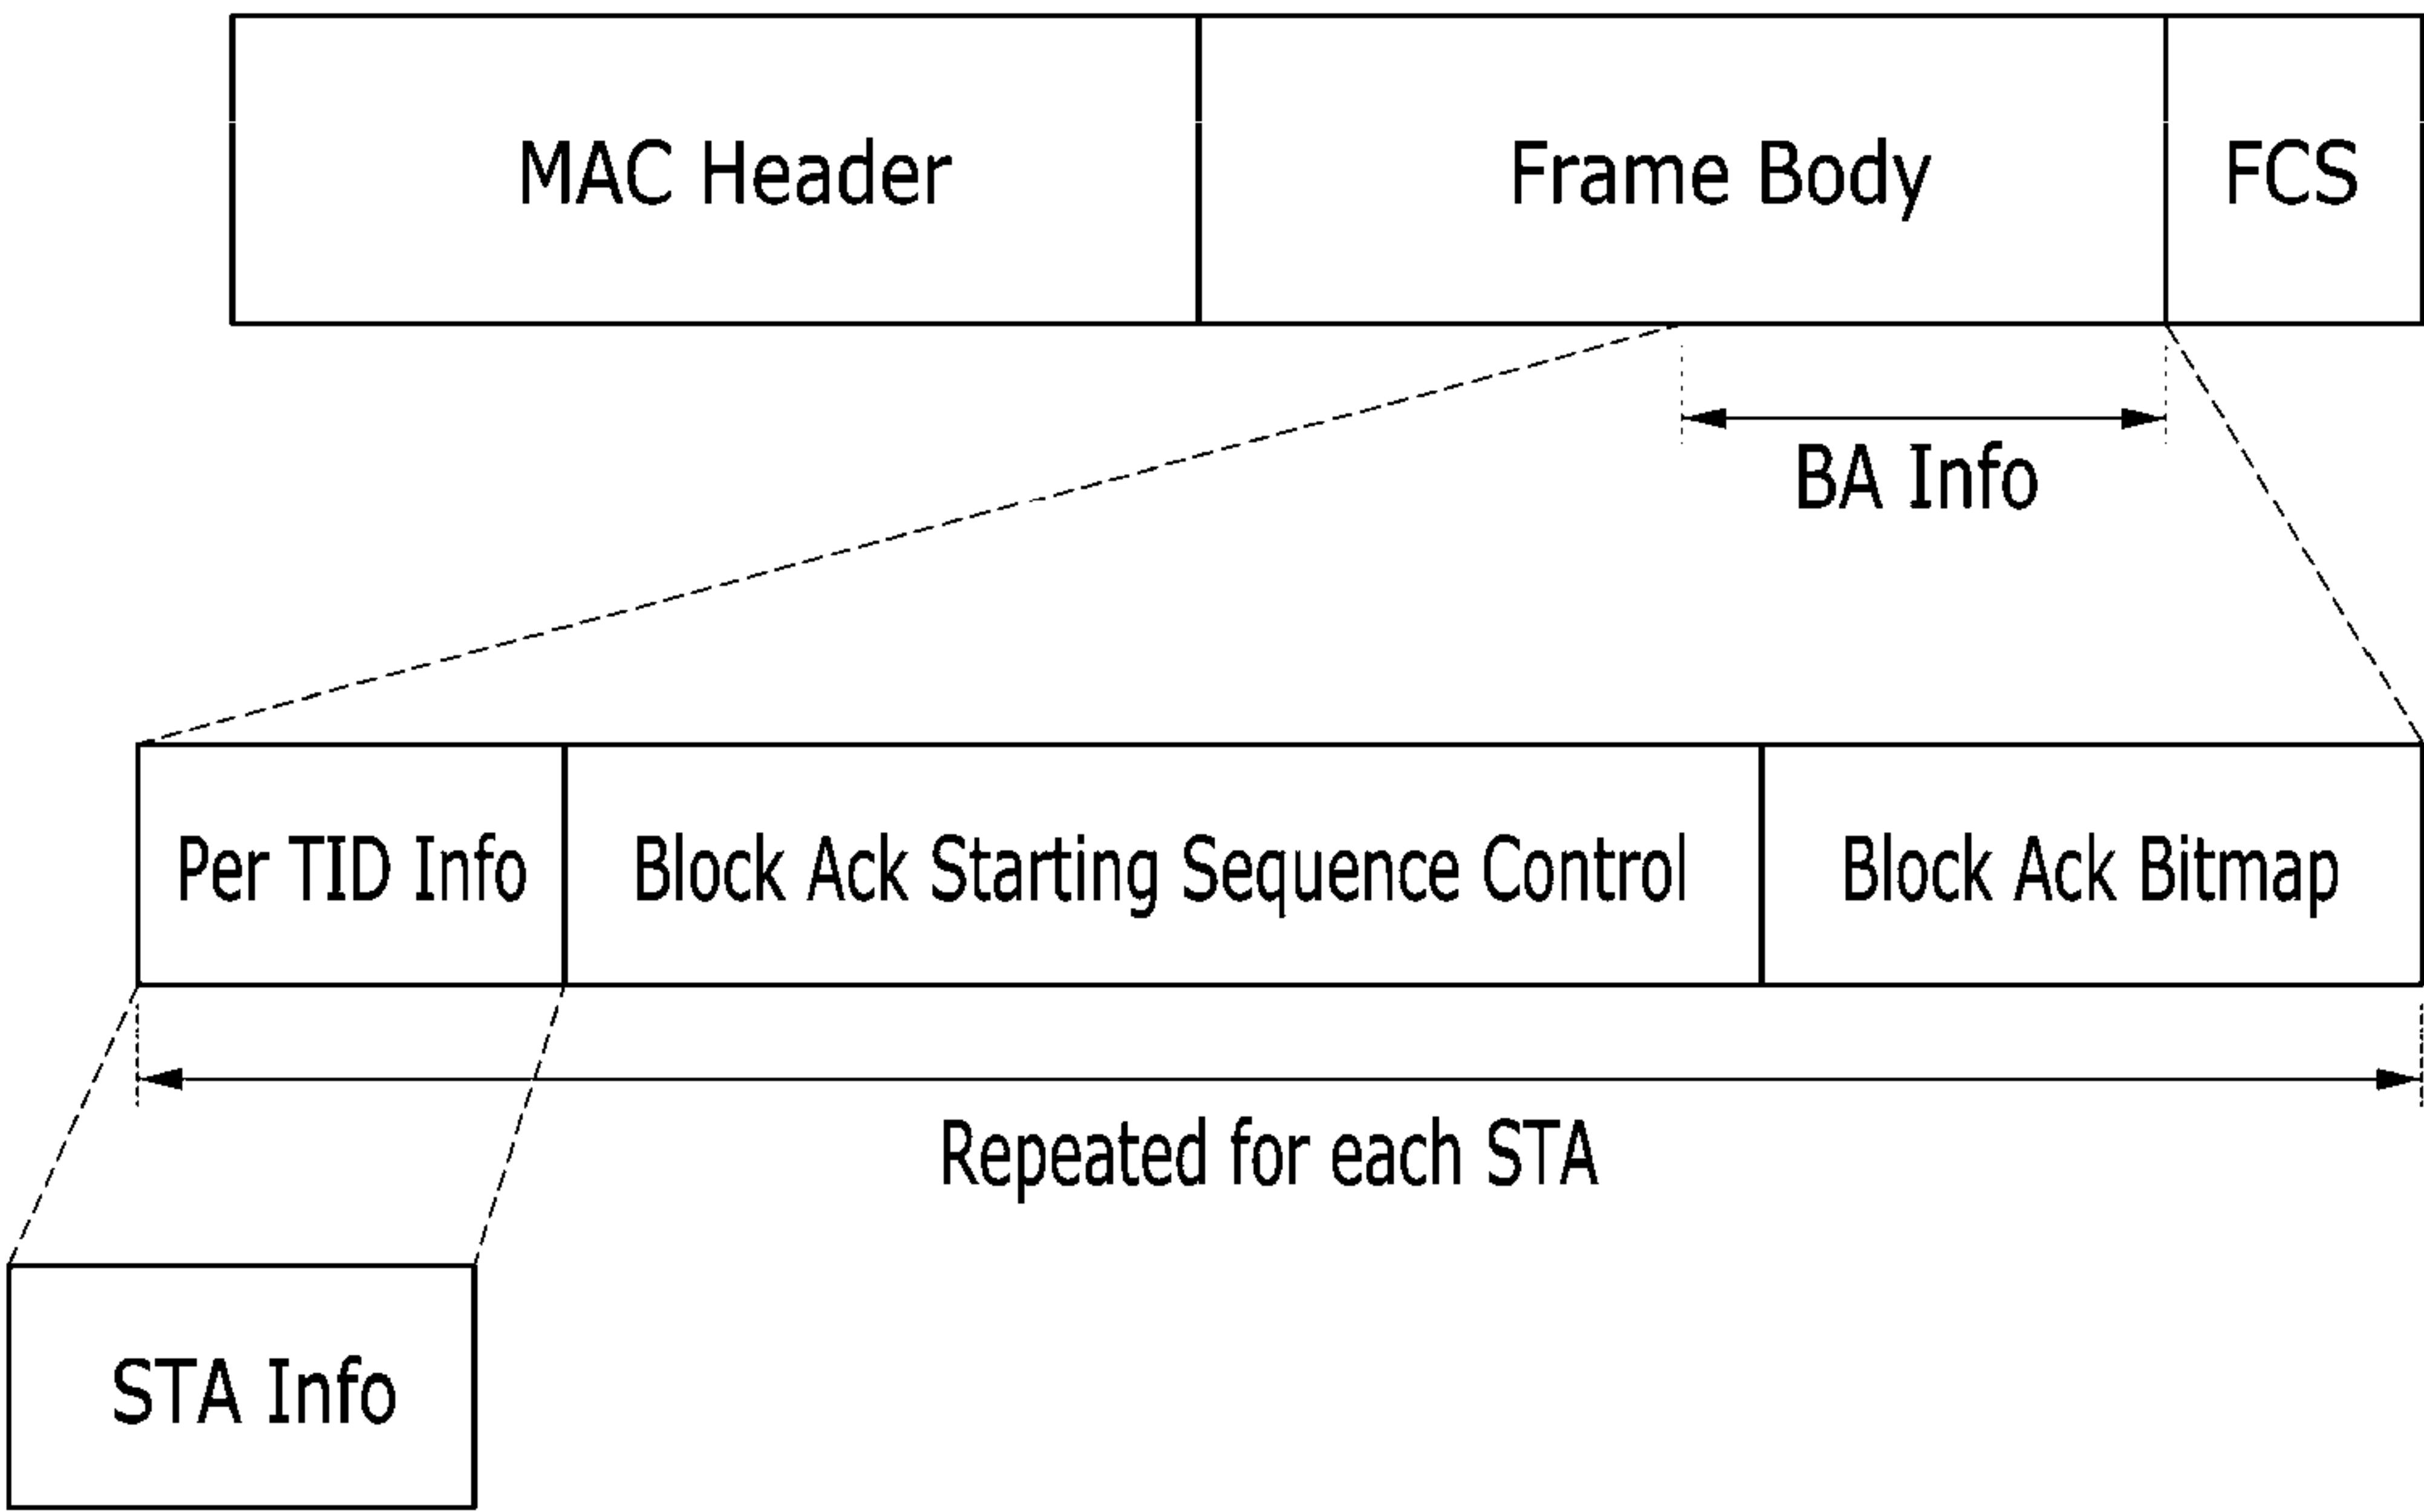 MAC Header
Frame Body
FCS
BA Info
Per TID Info
Block Ack Starting Sequence Control
Block Ack Bitmap
Repeated for each STA
STA Info